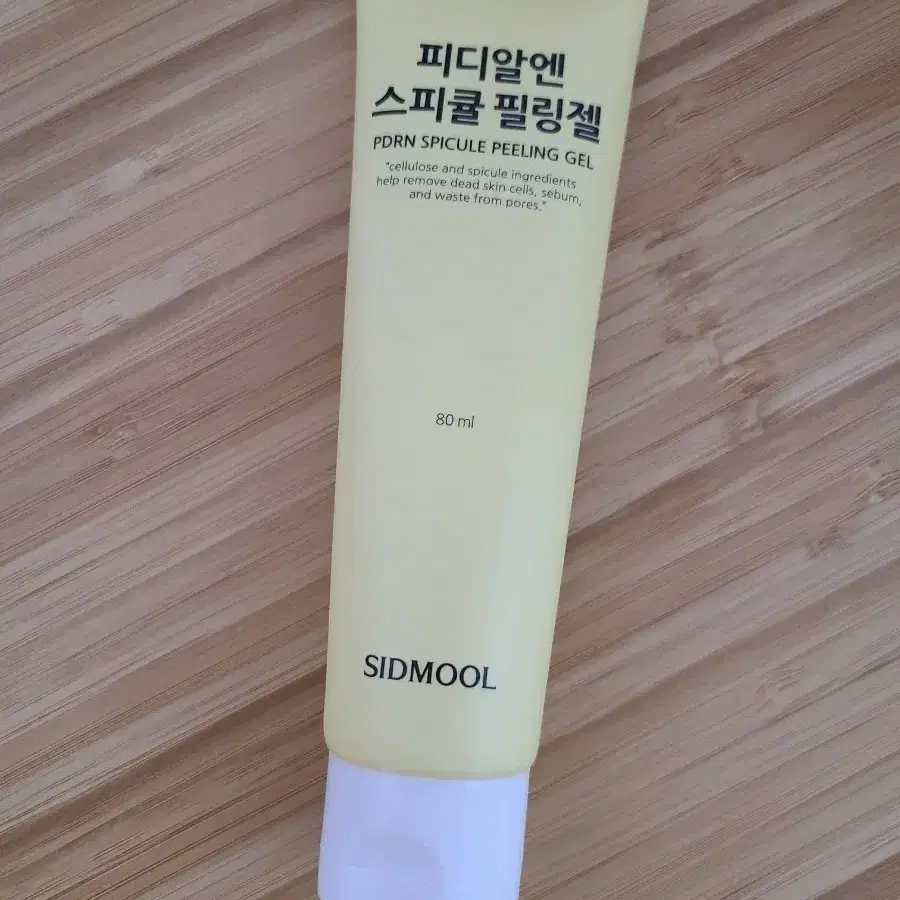 피디알엔
스피큘 필링젤
PDRN SPICULE PEELING GEL
"cellulose and spicule ingredients
help remove dead skin cells, sebum,
and waste from pores."
80 ml
SIDMOOL